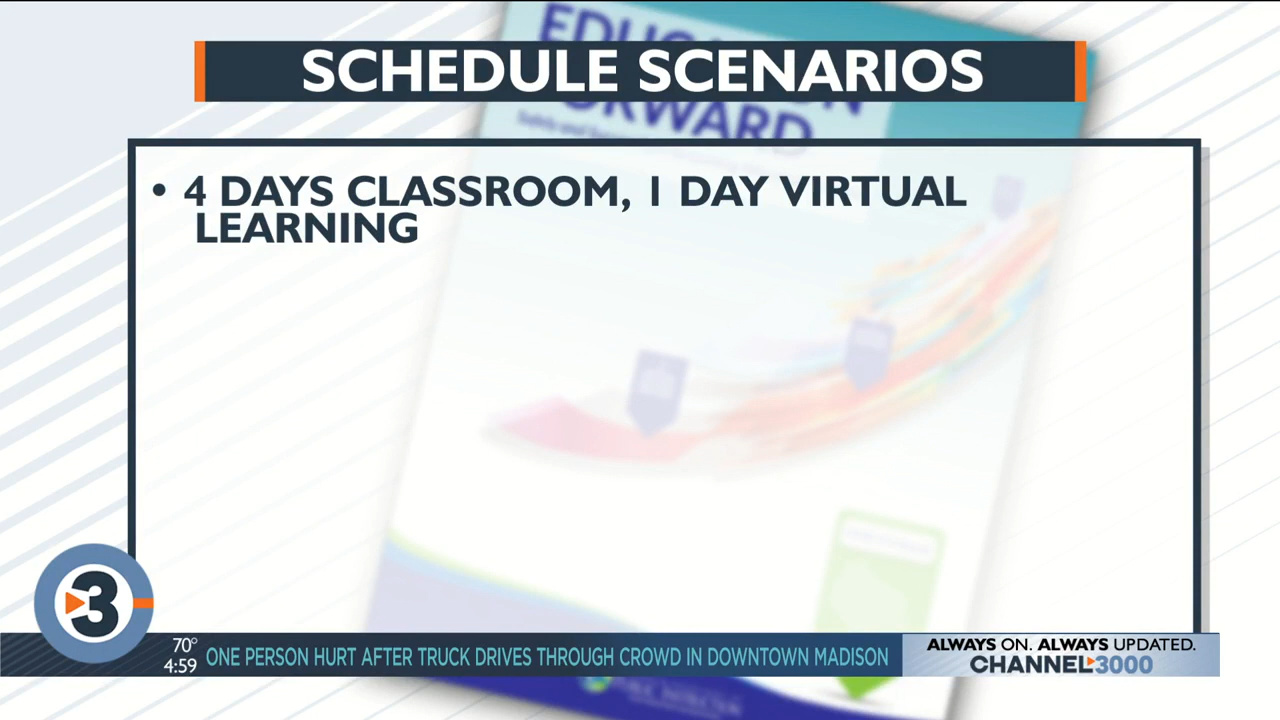 SCHEDULE SCENARIOS
• 4 DAYS CLASSROOM, 1 DAY VIRTUAL
LEARNING
3
70°
4:59
ONE PERSON HURT AFTER TRUCK DRIVES THROUGH CROWD IN DOWNTOWN MADISON
ALWAYS ON. ALWAYS UPDATED.
CHANNEL3000